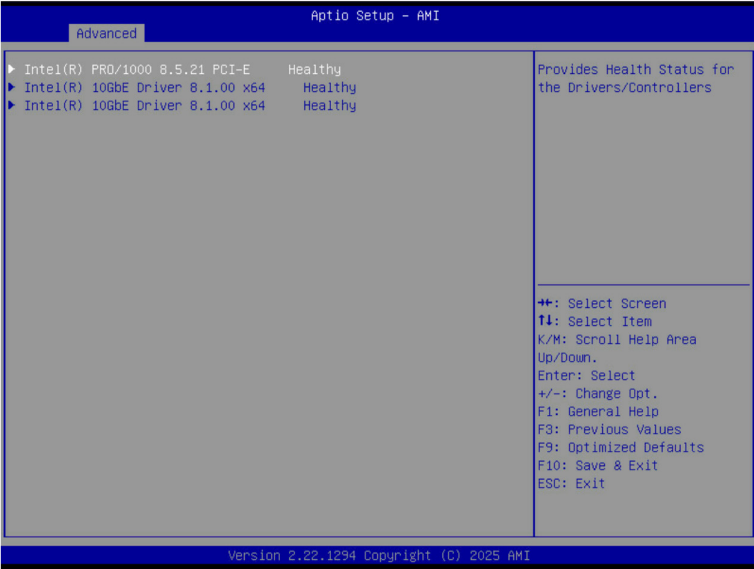 Aptio Setup – AMI
Advanced
▶ Intel(R) PRO/1000 8.5.21 PCI-E Healthy
▶ Intel(R) 10GbE Driver 8.1.00 x64 Healthy
▶ Intel(R) 10GbE Driver 8.1.00 x64 Healthy
Provides Health Status for
the Drivers/Controllers
→←: Select Screen
↑↓: Select Item
K/M: Scroll Help Area
Up/Down.
Enter: Select
+/-: Change Opt.
F1: General Help
F3: Previous Values
F9: Optimized Defaults
F10: Save & Exit
ESC: Exit
Version 2.22.1294 Copyright (C) 2025 AMI